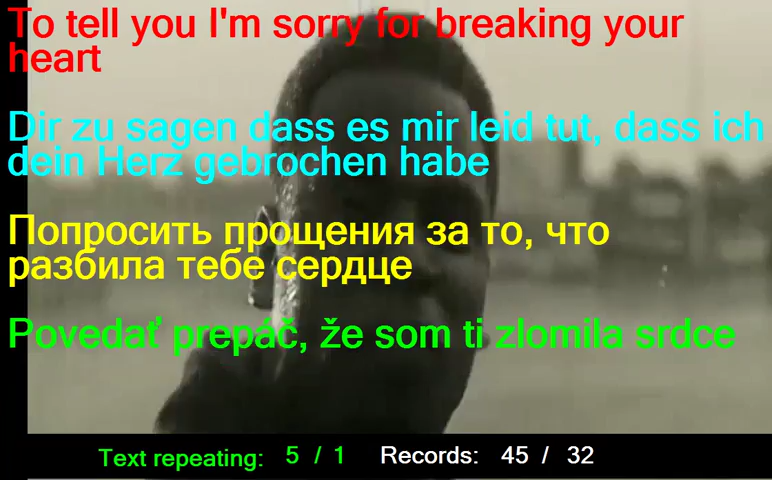 To tell you I'm sorry for breaking your
heart
Dir zu sagen dass es mir leid tut, dass ich
dein Herz gebrochen habe
Попросить прощения за то, что
разбила тебе сердце
Povedať prepáč, že som ti zlomila srdce
Text repeating: 5 / 1 Records: 45 / 32